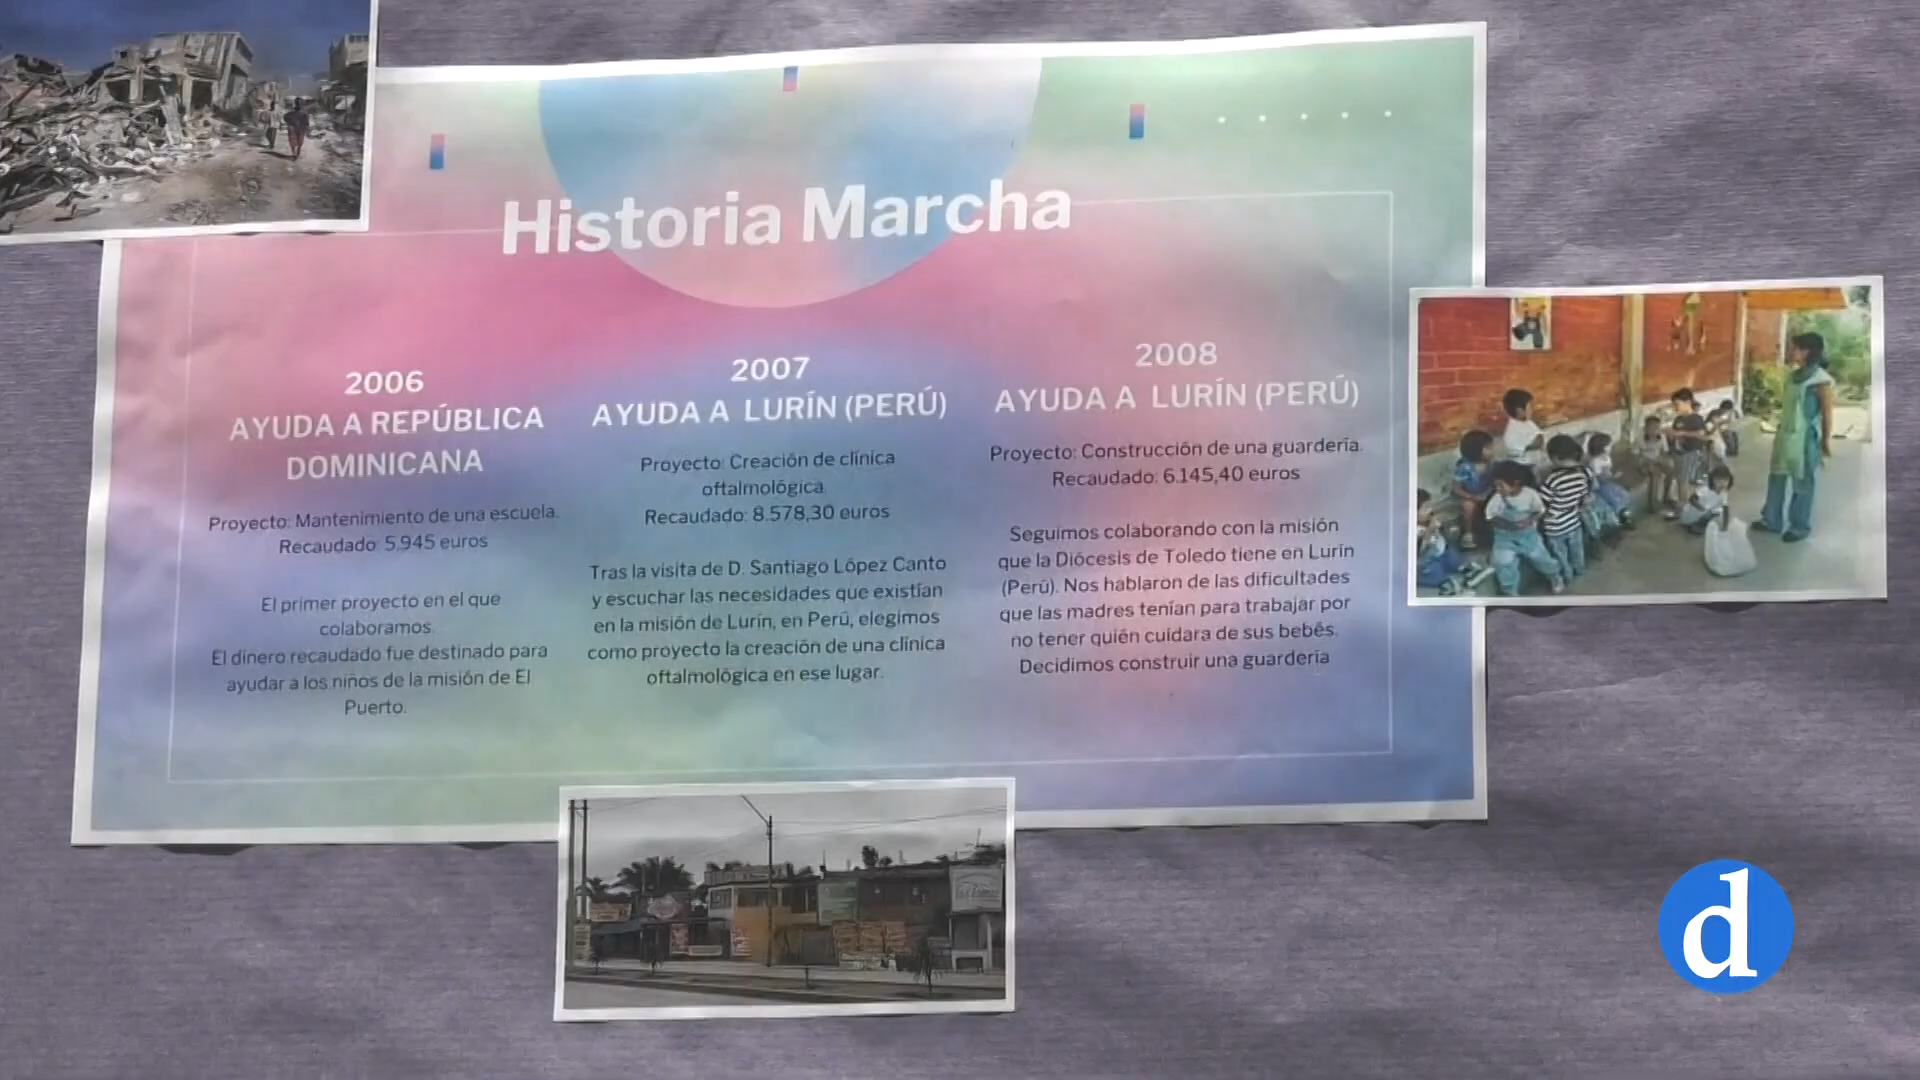 Historia Marcha
2006
AYUDA A REPÚBLICA
DOMINICANA
Proyecto: Mantenimiento de una escuela.
Recaudado: 5.945 euros
El primer proyecto en el que
colaboramos.
El dinero recaudado fue destinado para
ayudar a los niños de la misión de El
Puerto.
2007
AYUDA A LURÍN (PERÚ)
Proyecto: Creación de clínica
oftalmológica.
Recaudado: 8.578,30 euros
Tras la visita de D. Santiago López Canto
y escuchar las necesidades que existían
en la misión de Lurín, en Perú, elegimos
como proyecto la creación de una clínica
oftalmológica en ese lugar.
2008
AYUDA A LURÍN (PERÚ)
Proyecto: Construcción de una guardería.
Recaudado: 6.145,40 euros
Seguimos colaborando con la misión
que la Diócesis de Toledo tiene en Lurín
(Perú). Nos hablaron de las dificultades
que las madres tenían para trabajar por
no tener quién cuidara de sus bebés.
Decidimos construir una guardería
d